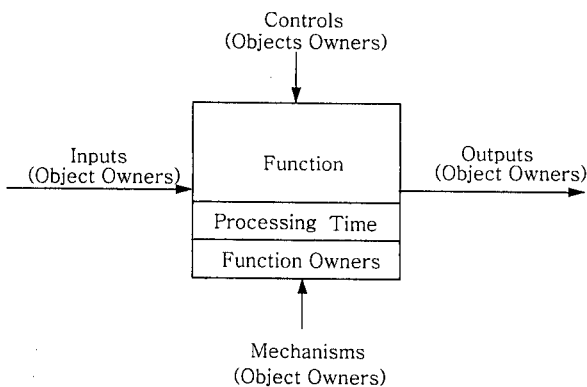 Controls
(Objects Owners)
Inputs
(Object Owners)
Function
Outputs
(Object Owners)
Processing Time
Function Owners
Mechanisms
(Object Owners)